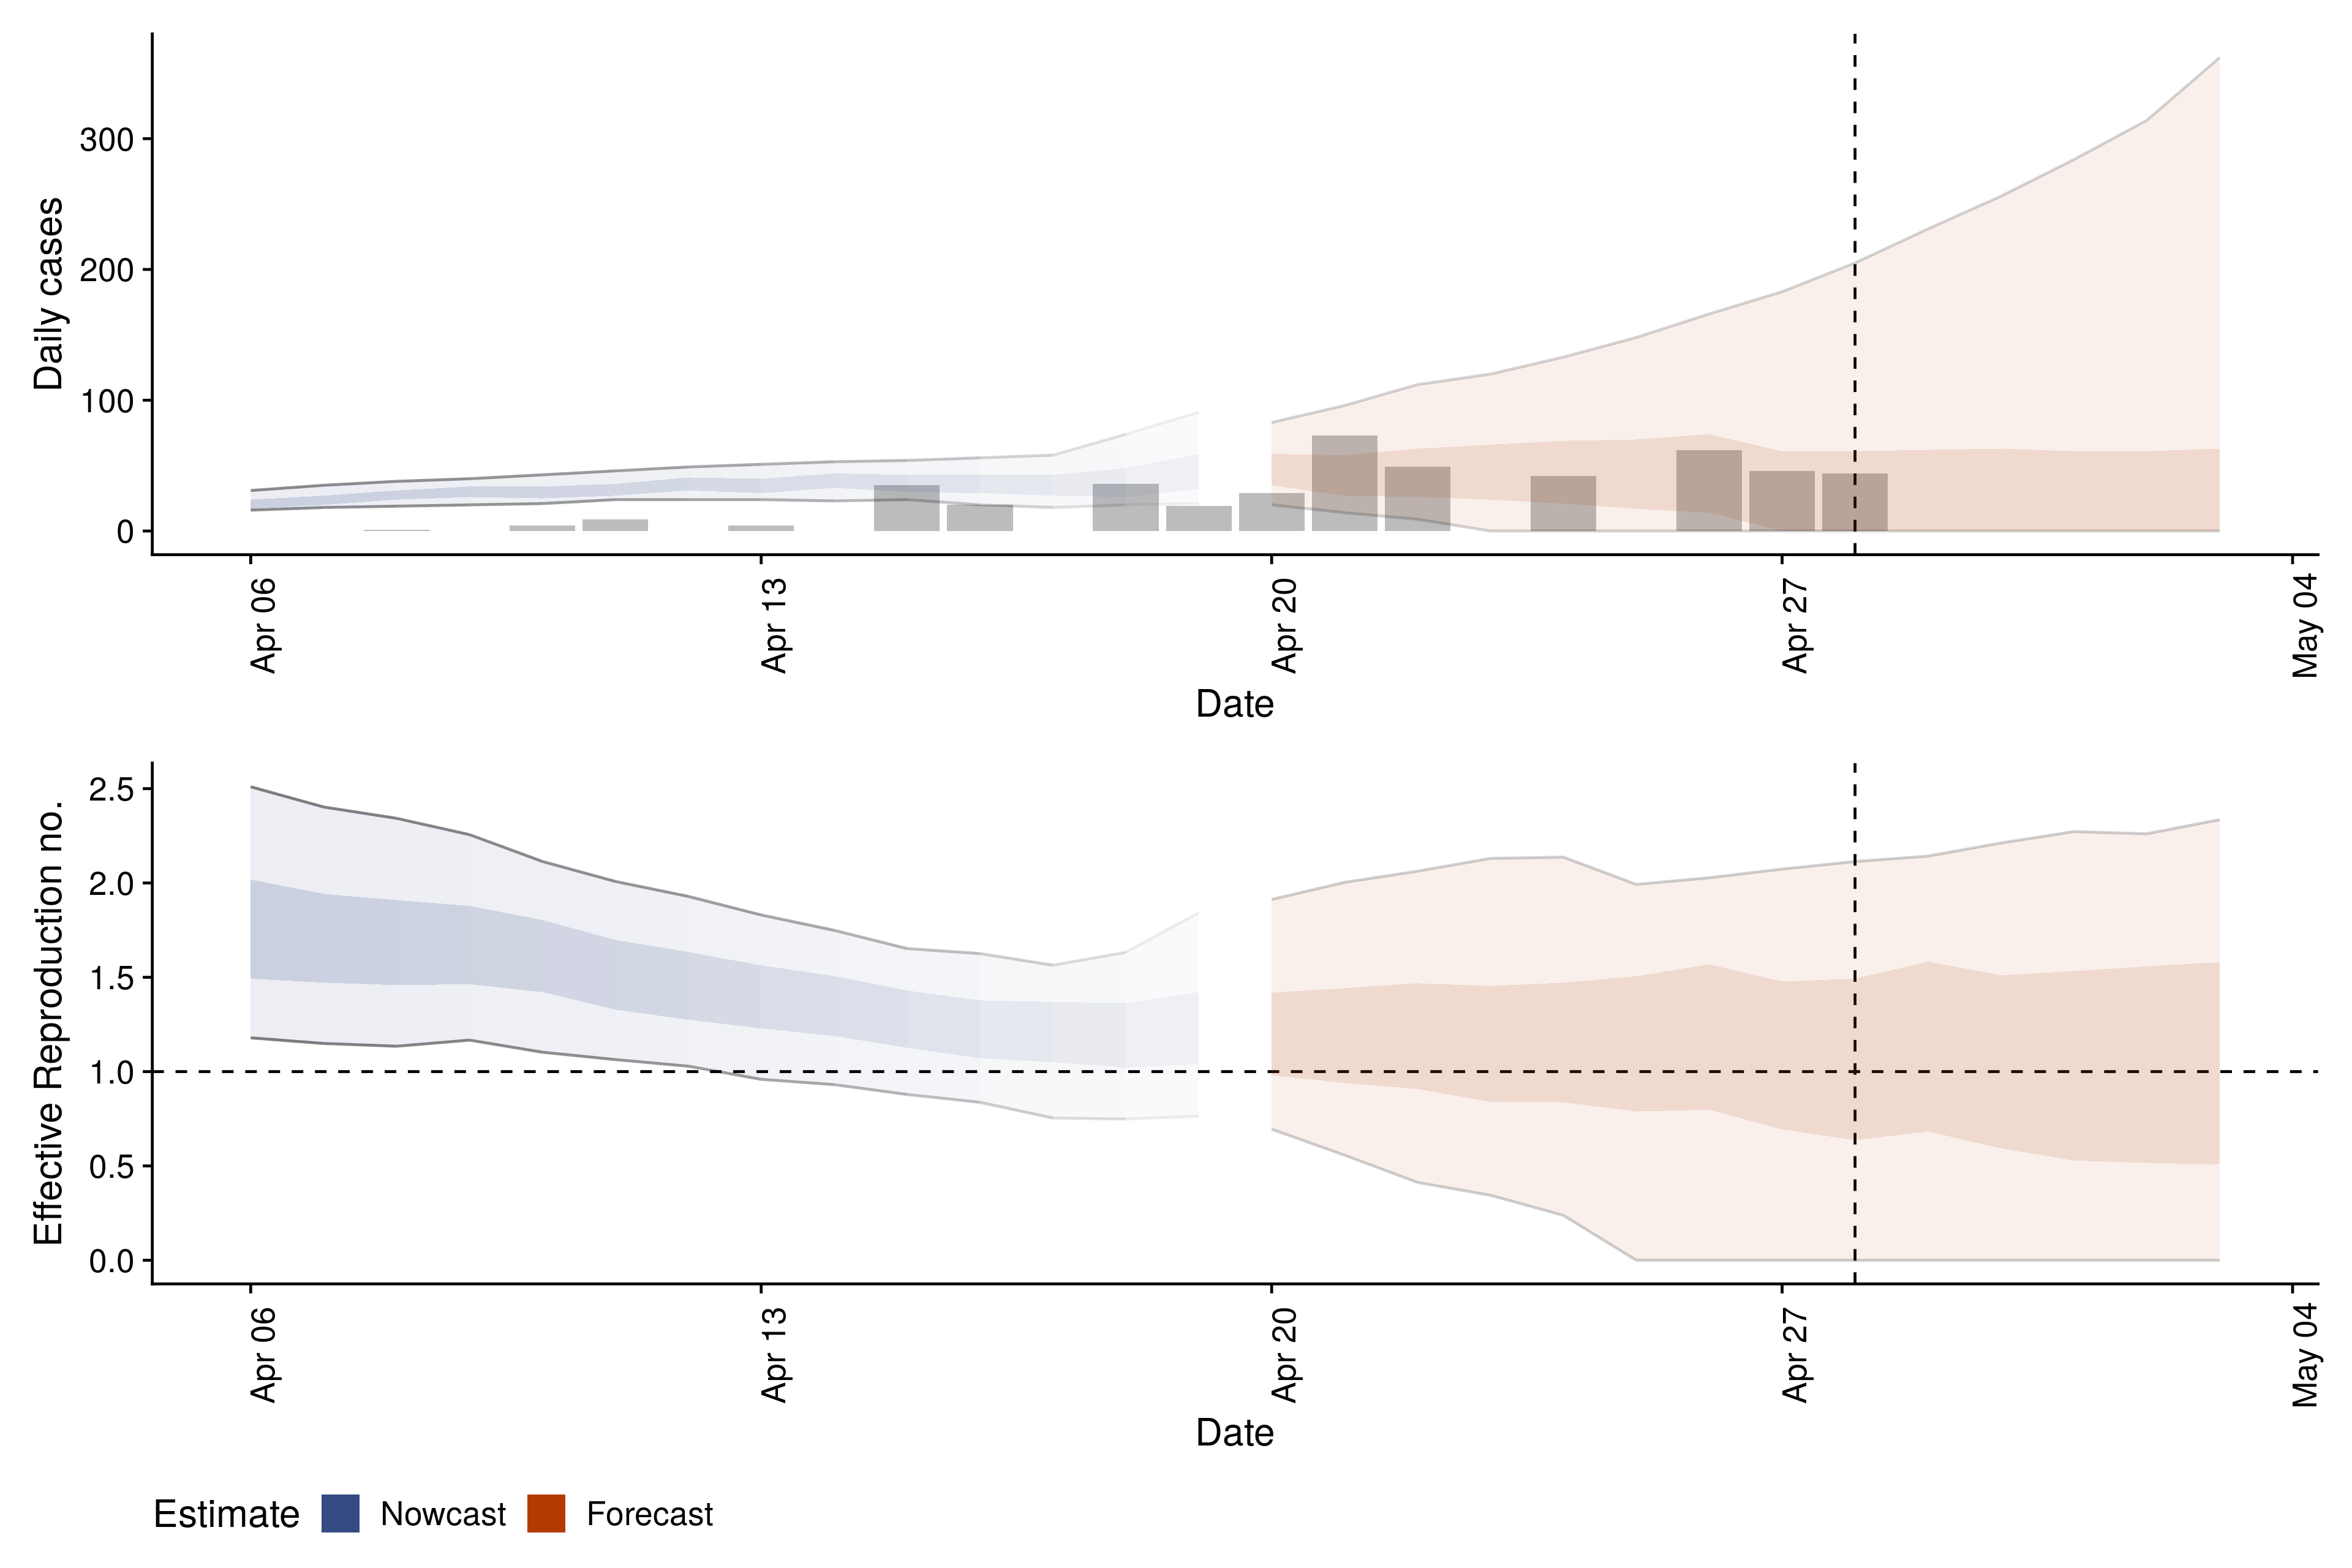 Daily cases
300
200
100
0
Apr 06
Apr 13
Apr 20
Apr 27
May 04
Date
Effective Reproduction no.
2.5
2.0
1.5
1.0
0.5
0.0
Apr 06
Apr 13
Apr 20
Apr 27
May 04
Date
Estimate Nowcast Forecast